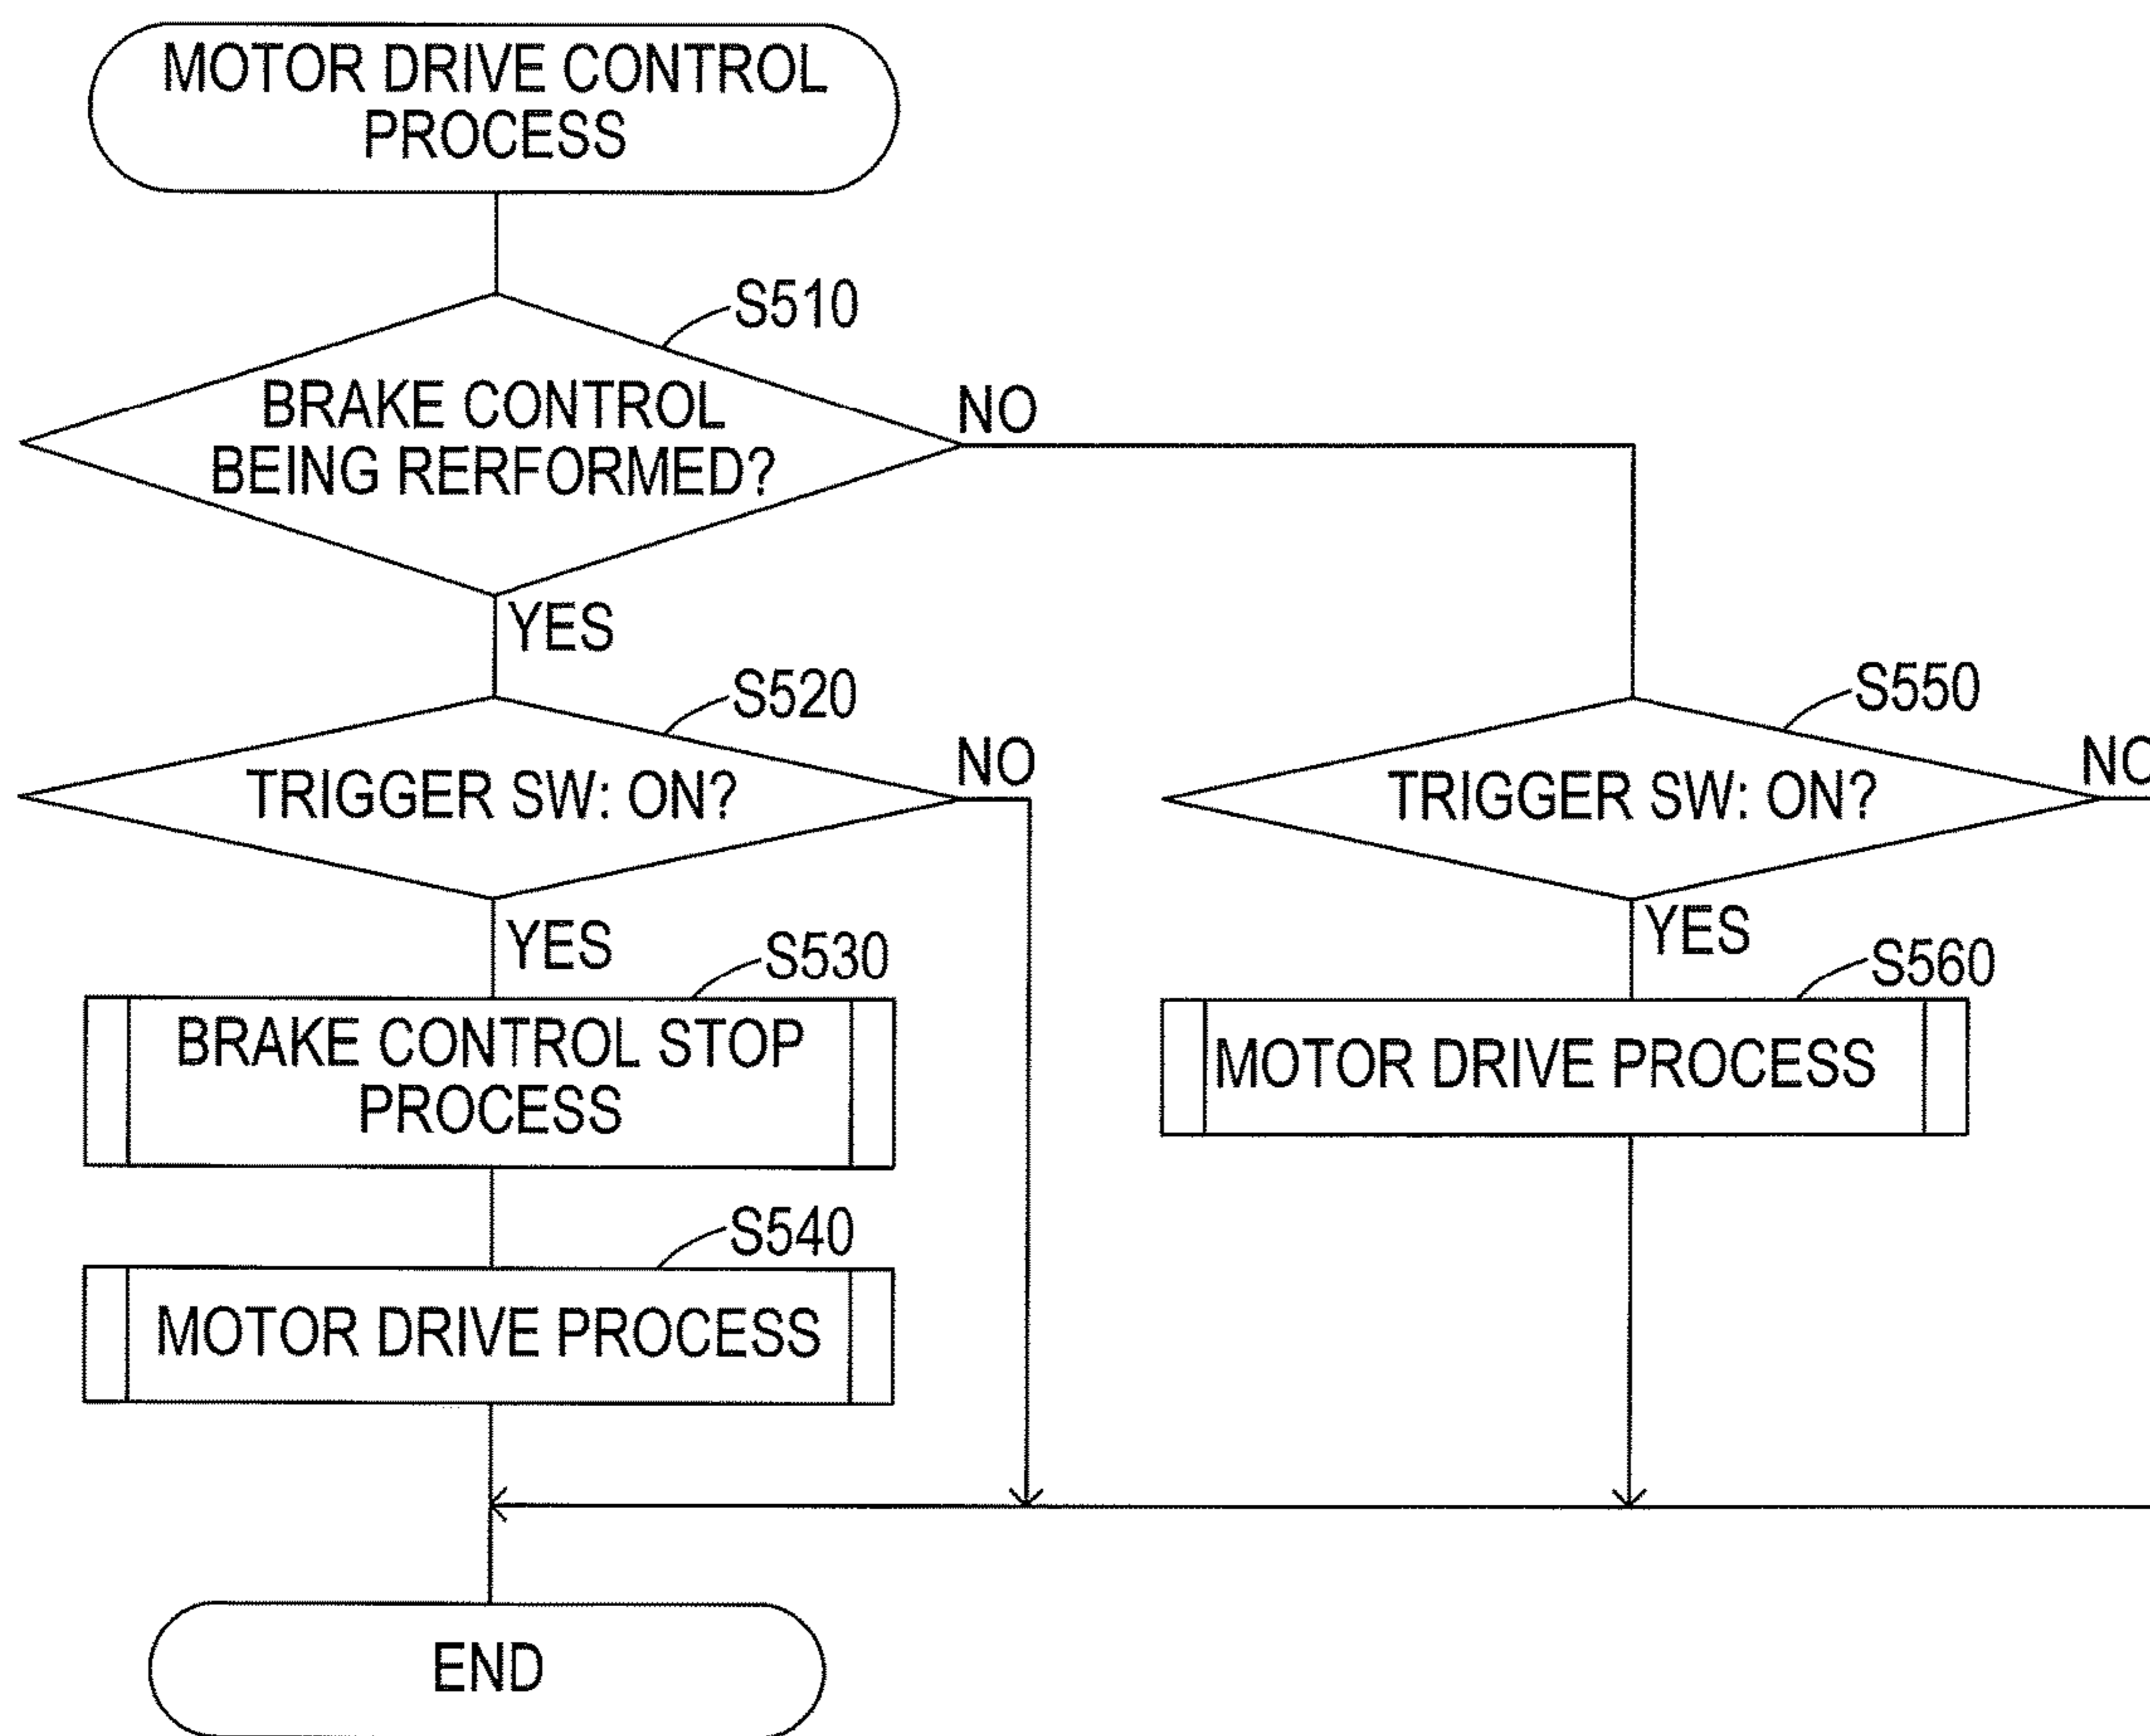 MOTOR DRIVE CONTROL
PROCESS
S510
BRAKE CONTROL
BEING RERFORMED?
NO
YES
S520
TRIGGER SW: ON?
NO
YES
S530
BRAKE CONTROL STOP
PROCESS
S540
MOTOR DRIVE PROCESS
S550
TRIGGER SW: ON?
NO
YES
S560
MOTOR DRIVE PROCESS
END